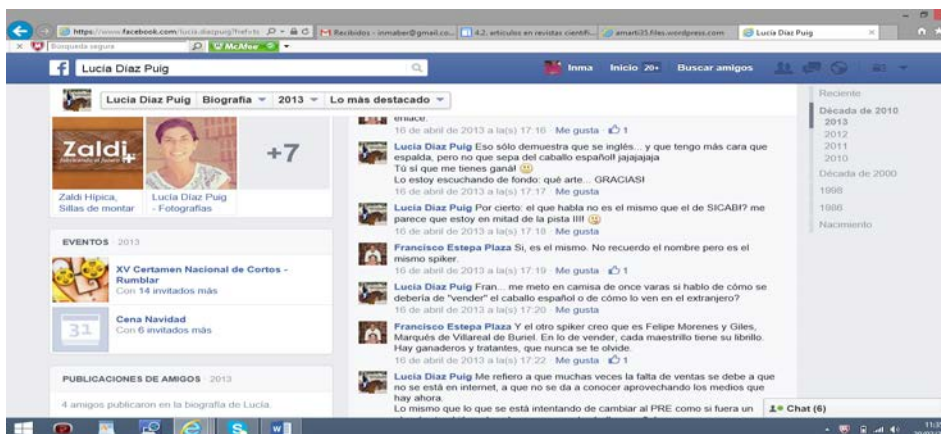 https://www.facebook.com/lucia.diazpuig?fref=ts
Recibidos - inmaber@gmail.co...
4.2. articulos en revistas científi...
amarti35.files.wordpress.com
Lucía Díaz Puig
Búsqueda segura
McAfee
Lucía Díaz Puig
Inma
Inicio 20+
Buscar amigos
Lucía Díaz Puig
Biografía
2013
Lo más destacado
Zaldi
+7
Zaldi Hípica,
Sillas de montar
Lucía Díaz Puig
- Fotografías
EVENTOS · 2013
XV Certamen Nacional de Cortos -
Rumblar
Con 14 invitados más
31
Cena Navidad
Con 6 invitados más
PUBLICACIONES DE AMIGOS · 2013
4 amigos publicaron en la biografía de Lucía.
enlace.
16 de abril de 2013 a la(s) 17:16 · Me gusta · 1
Lucía Díaz Puig Eso sólo demuestra que se inglés... y que tengo más cara que
espalda, pero no que sepa del caballo español! jajajajaja
Tú sí que me tienes ganá!
Lo estoy escuchando de fondo: qué arte... GRACIAS!
16 de abril de 2013 a la(s) 17:17 · Me gusta
Lucía Díaz Puig Por cierto: el que habla no es el mismo que el de SICAB!? me
parece que estoy en mitad de la pista !!!!
16 de abril de 2013 a la(s) 17:18 · Me gusta
Francisco Estepa Plaza Si, es el mismo. No recuerdo el nombre pero es el
mismo spiker.
16 de abril de 2013 a la(s) 17:19 · Me gusta · 1
Lucía Díaz Puig Fran... me meto en camisa de once varas si hablo de cómo se
debería de "vender" el caballo español o de cómo lo ven en el extranjero?
16 de abril de 2013 a la(s) 17:20 · Me gusta
Francisco Estepa Plaza Y el otro spiker creo que es Felipe Morenes y Giles,
Marqués de Villareal de Buriel. En lo de vender, cada maestrillo tiene su librillo.
Hay ganaderos y tratantes, que nunca se te olvide.
16 de abril de 2013 a la(s) 17:22 · Me gusta · 1
Lucía Díaz Puig Me refiero a que muchas veces la falta de ventas se debe a que
no se está en internet, a que no se da a conocer aprovechando los medios que
hay ahora.
Lo mismo que lo que se está intentando de cambiar al PRE como si fuera un
Reciente
Década de 2010
2013
2012
2011
2010
Década de 2000
1998
1986
Nacimiento
Chat (6)